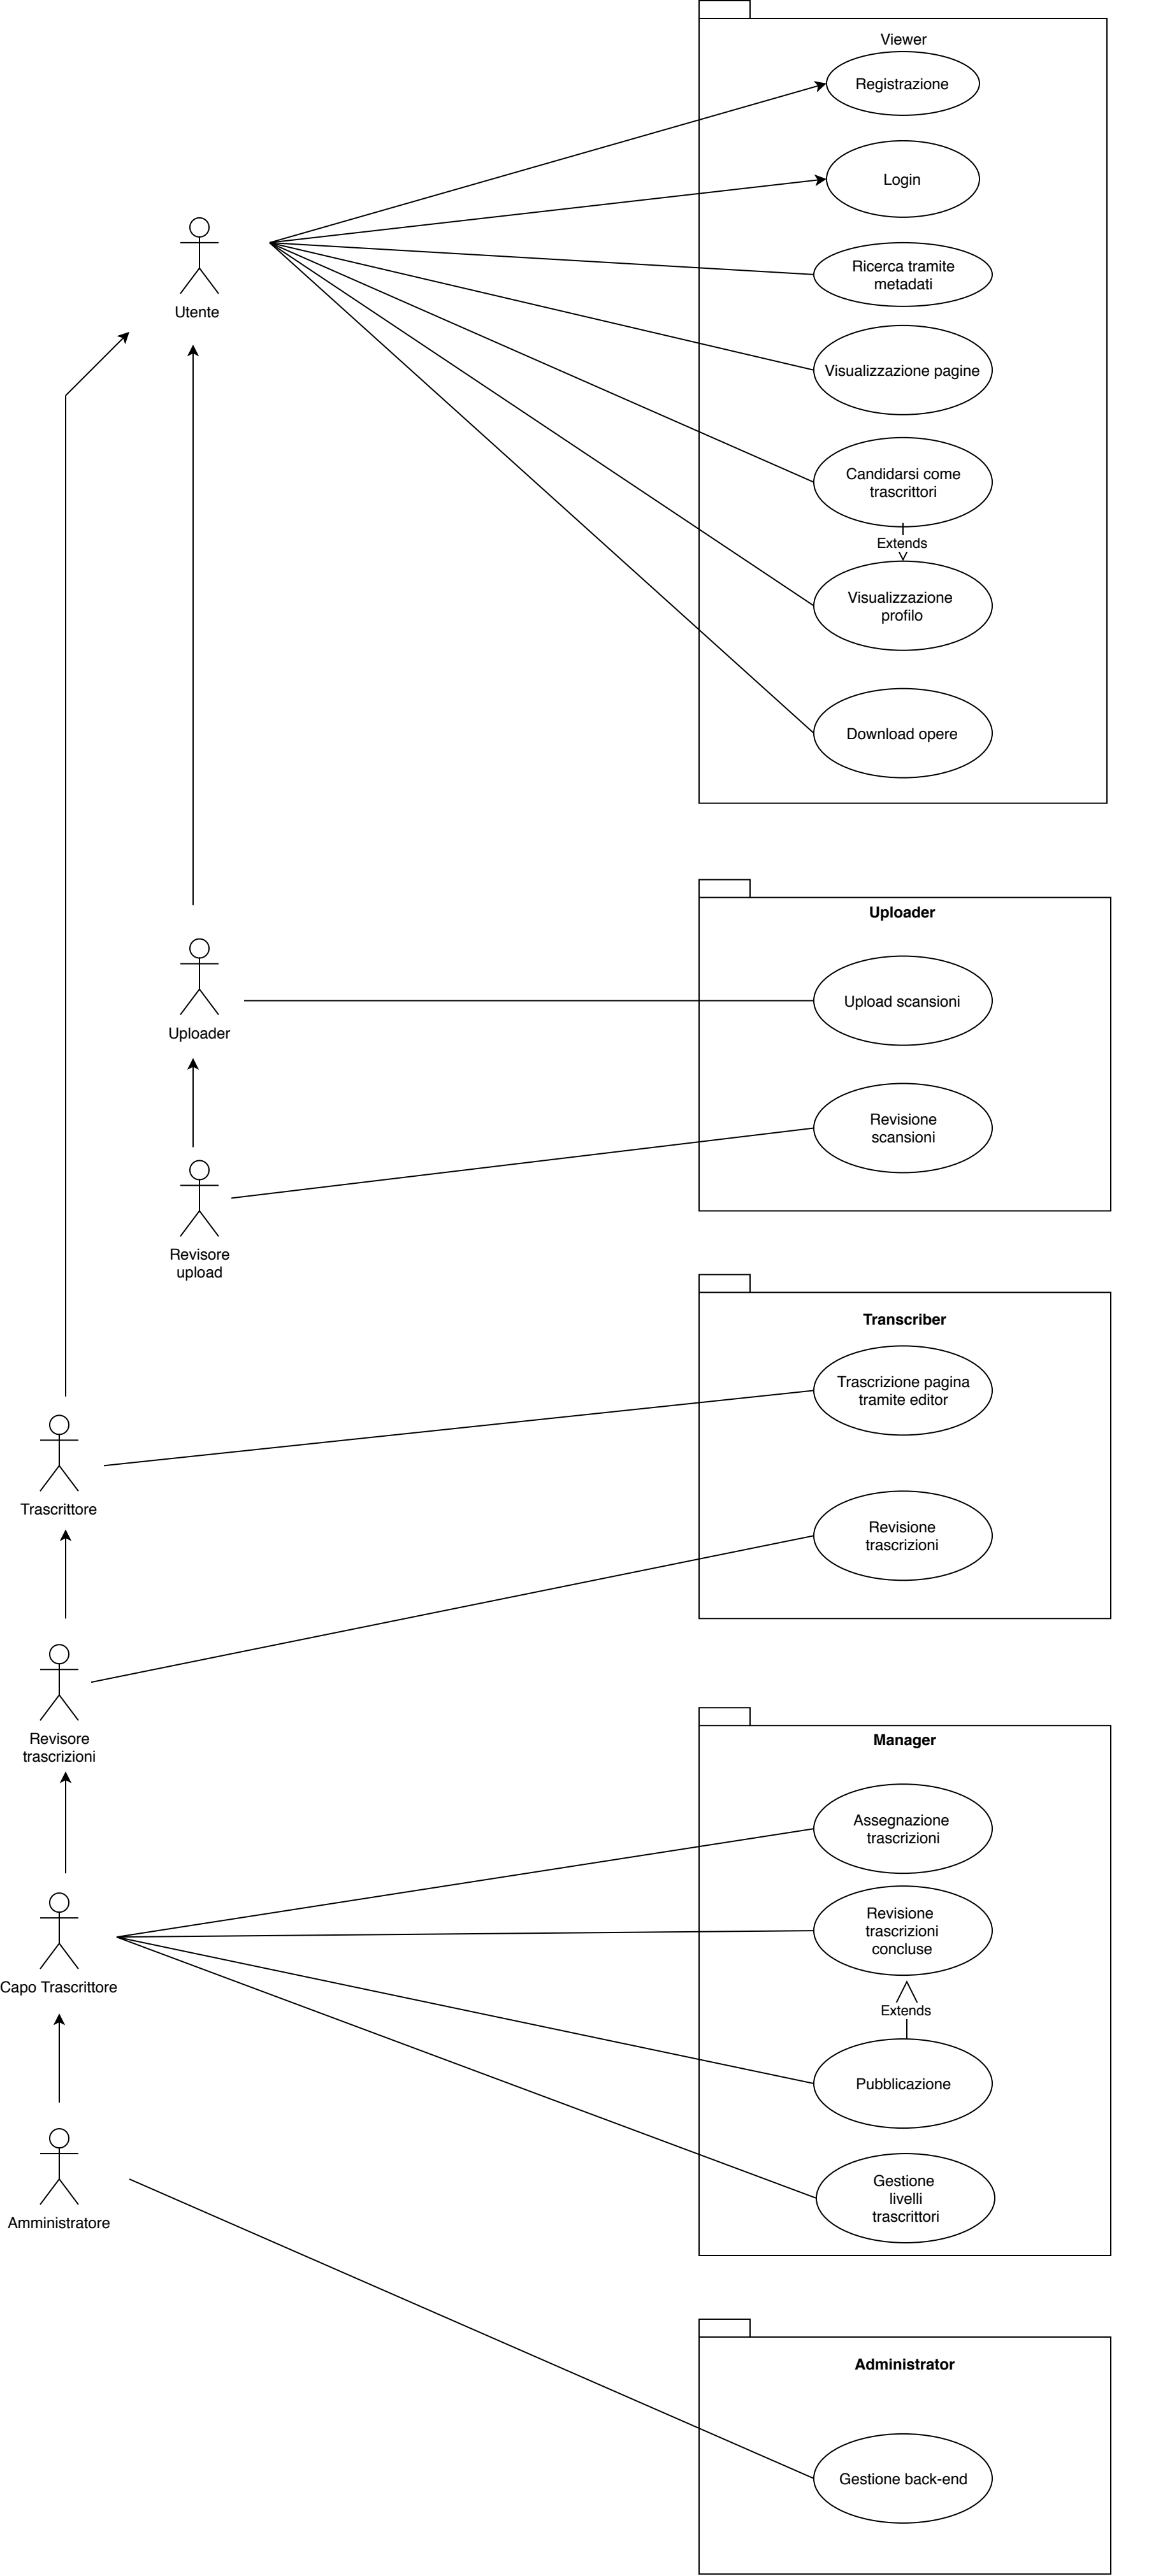 Viewer
Registrazione
Login
Utente
Ricerca tramite
metadati
Visualizzazione pagine
Candidarsi come
trascrittori
Extends
Visualizzazione
profilo
Download opere
Uploader
Upload scansioni
Uploader
Revisione
scansioni
Revisore
upload
Transcriber
Trascrizione pagina
tramite editor
Trascrittore
Revisione
trascrizioni
Revisore
trascrizioni
Manager
Assegnazione
trascrizioni
Revisione
trascrizioni
concluse
Capo Trascrittore
Extends
Pubblicazione
Gestione
livelli
trascrittori
Amministratore
Administrator
Gestione back-end